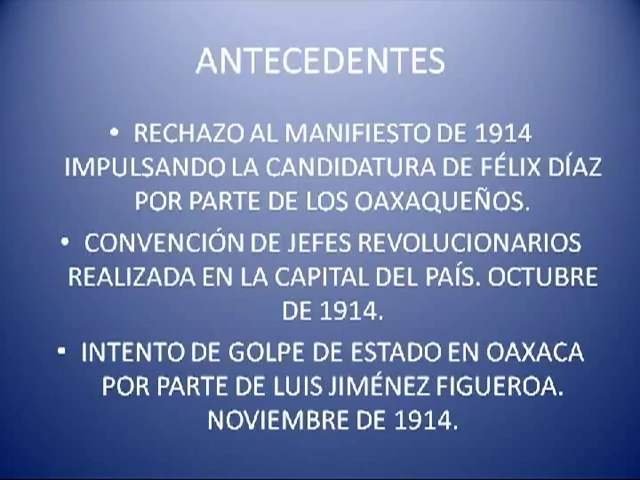 ANTECEDENTES
• RECHAZO AL MANIFIESTO DE 1914
IMPULSANDO LA CANDIDATURA DE FÉLIX DÍAZ
POR PARTE DE LOS OAXAQUEÑOS.
• CONVENCIÓN DE JEFES REVOLUCIONARIOS
REALIZADA EN LA CAPITAL DEL PAÍS. OCTUBRE
DE 1914.
• INTENTO DE GOLPE DE ESTADO EN OAXACA
POR PARTE DE LUIS JIMÉNEZ FIGUEROA.
NOVIEMBRE DE 1914.